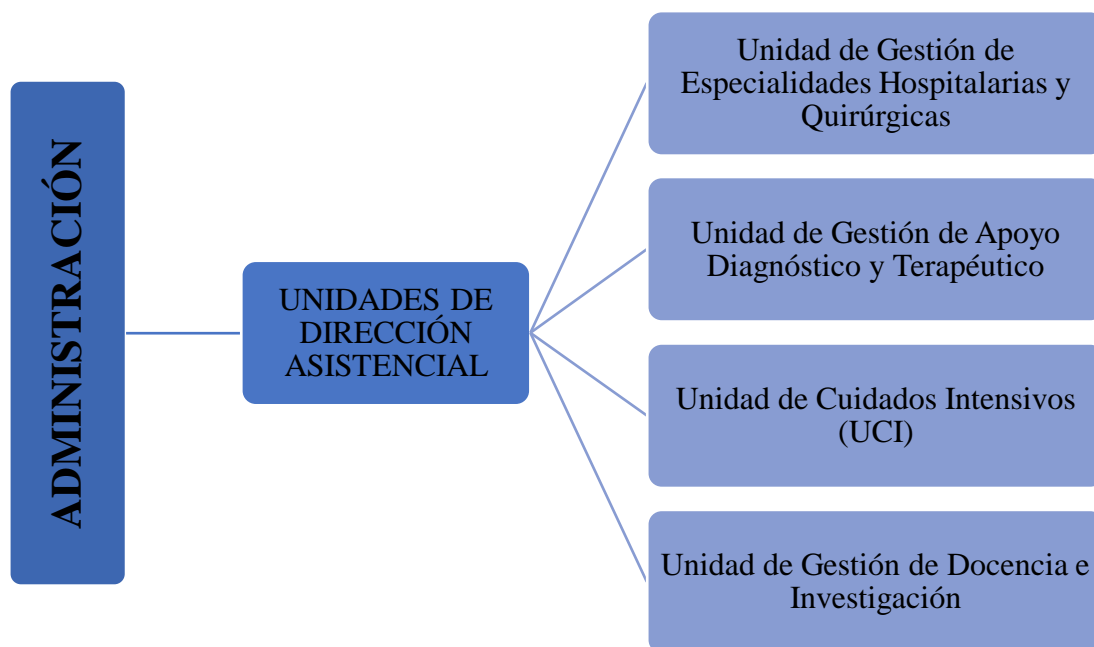 ADMINISTRACIÓN
UNIDADES DE
DIRECCIÓN
ASISTENCIAL
Unidad de Gestión de
Especialidades Hospitalarias y
Quirúrgicas
Unidad de Gestión de Apoyo
Diagnóstico y Terapéutico
Unidad de Cuidados Intensivos
(UCI)
Unidad de Gestión de Docencia e
Investigación